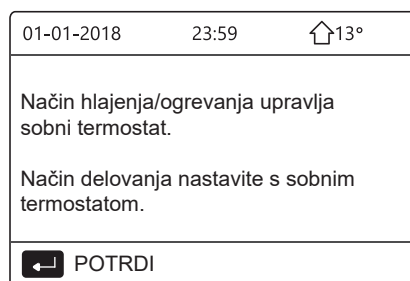 01-01-2018 23:59 13°
Način hlajenja/ogrevanja upravlja
sobni termostat.
Način delovanja nastavite s sobnim
termostatom.
POTRDI